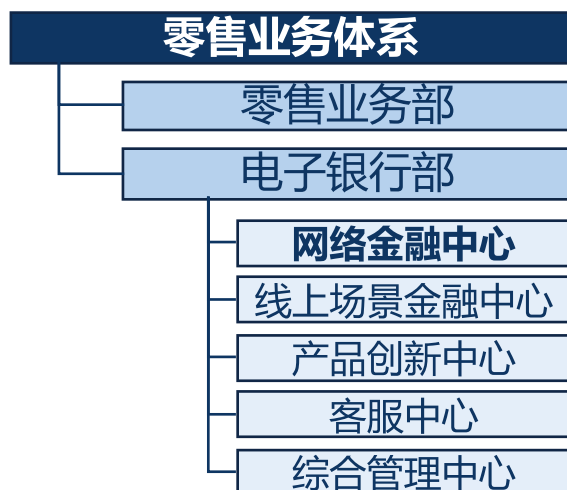 零售业务体系
零售业务部
电子银行部
网络金融中心
线上场景金融中心
产品创新中心
客服中心
综合管理中心